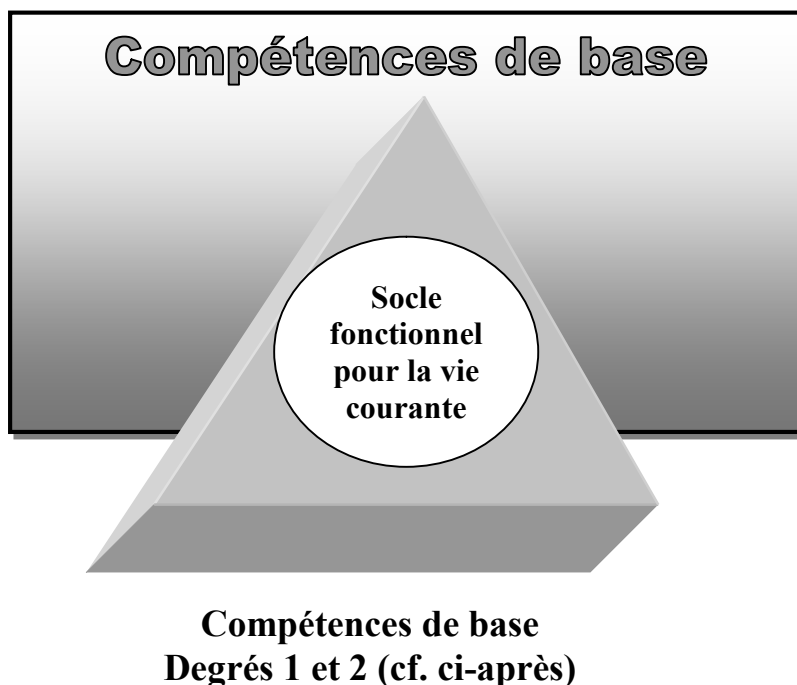 Compétences de base
Socle
fonctionnel
pour la vie
courante
Compétences de base
Degrés 1 et 2 (cf. ci-après)